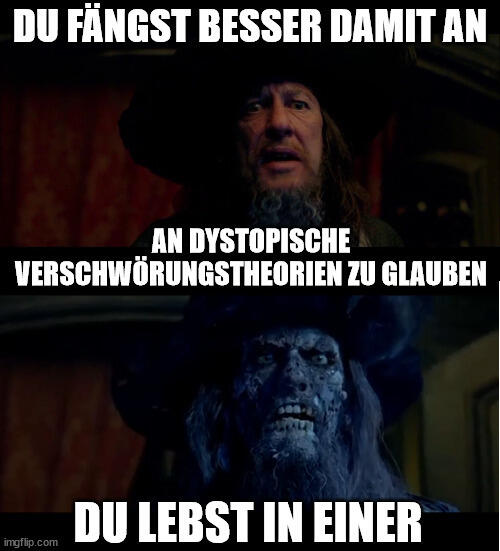 DU FÄNGST BESSER DAMIT AN
AN DYSTOPISCHE
VERSCHWÖRUNGSTHEORIEN ZU GLAUBEN
DU LEBST IN EINER
imgflip.com